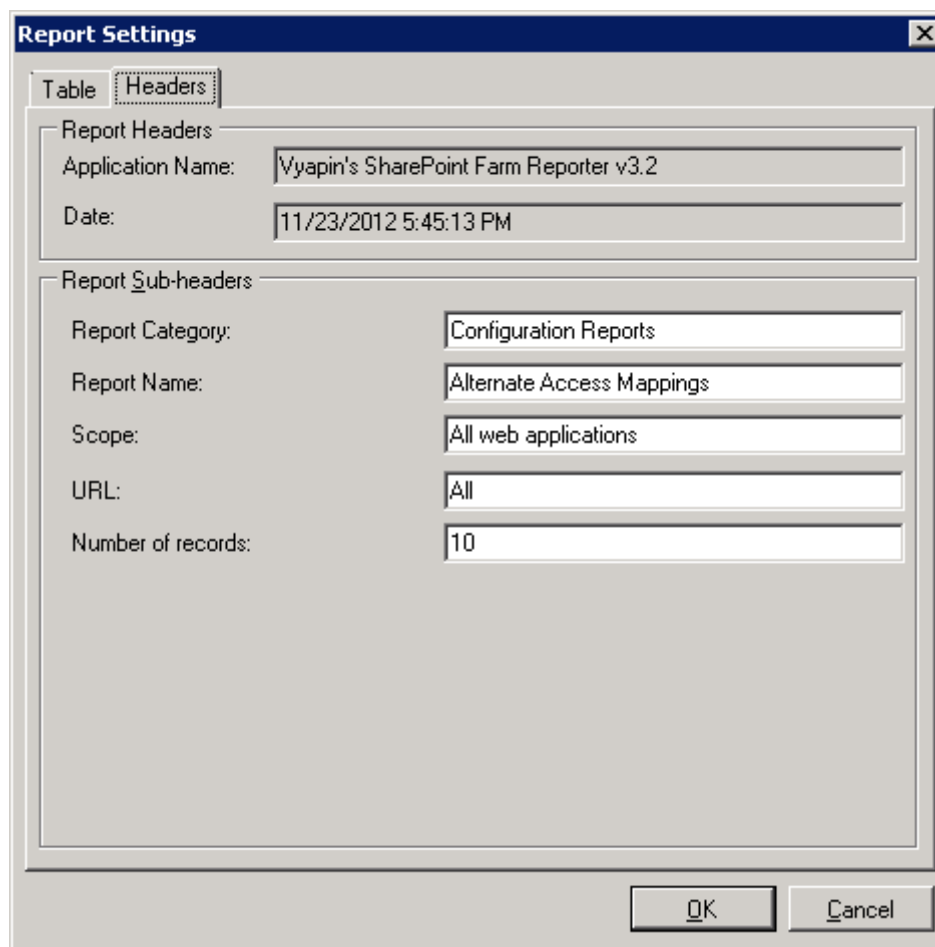 Report Settings
Table Headers
Report Headers
Application Name: Vyapin's SharePoint Farm Reporter v3.2
Date: 11/23/2012 5:45:13 PM
Report Sub-headers
Report Category: Configuration Reports
Report Name: Alternate Access Mappings
Scope: All web applications
URL: All
Number of records: 10
OK Cancel